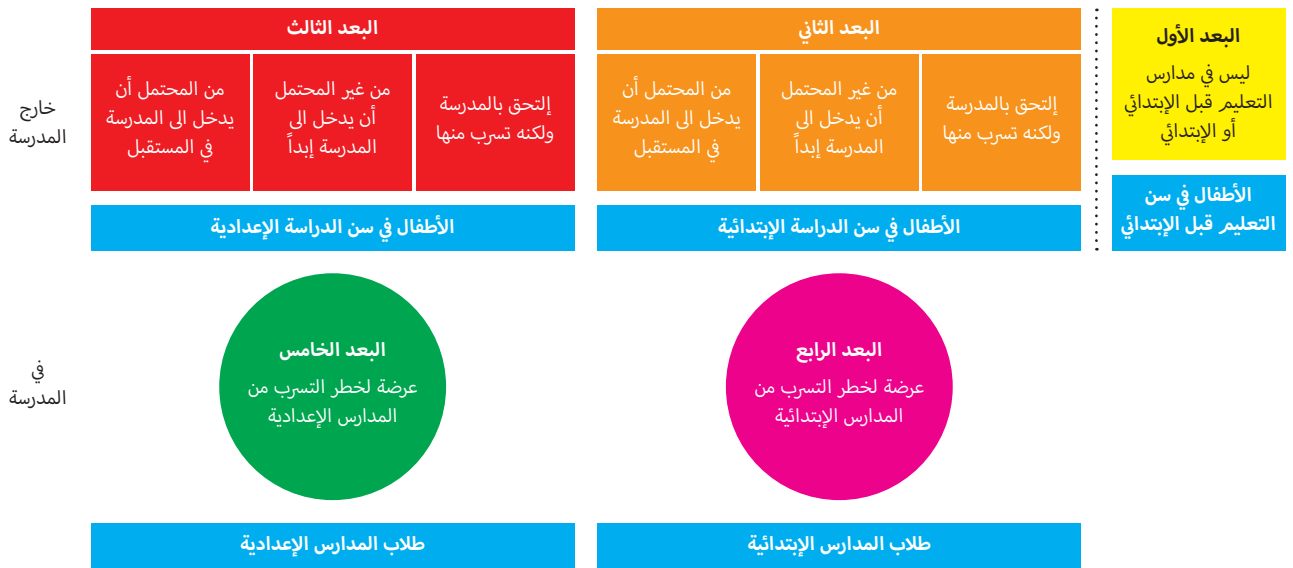 البعد الأول
ليس في مدارس
التعليم قبل الإبتدائي
أو الإبتدائي
الأطفال في سن
التعليم قبل الإبتدائي
البعد الثاني
إلتحق بالمدرسة
ولكنه تسرب منها
من غير المحتمل
أن يدخل الى
المدرسة إبداً
من المحتمل أن
يدخل الى المدرسة
في المستقبل
الأطفال في سن الدراسة الإبتدائية
البعد الثالث
إلتحق بالمدرسة
ولكنه تسرب منها
من غير المحتمل
أن يدخل الى
المدرسة إبداً
من المحتمل أن
يدخل الى المدرسة
في المستقبل
الأطفال في سن الدراسة الإعدادية
خارج
المدرسة
البعد الرابع
عرضة لخطر التسرب من
المدارس الإبتدائية
طلاب المدارس الإبتدائية
البعد الخامس
عرضة لخطر التسرب من
المدارس الإعدادية
طلاب المدارس الإعدادية
في
المدرسة